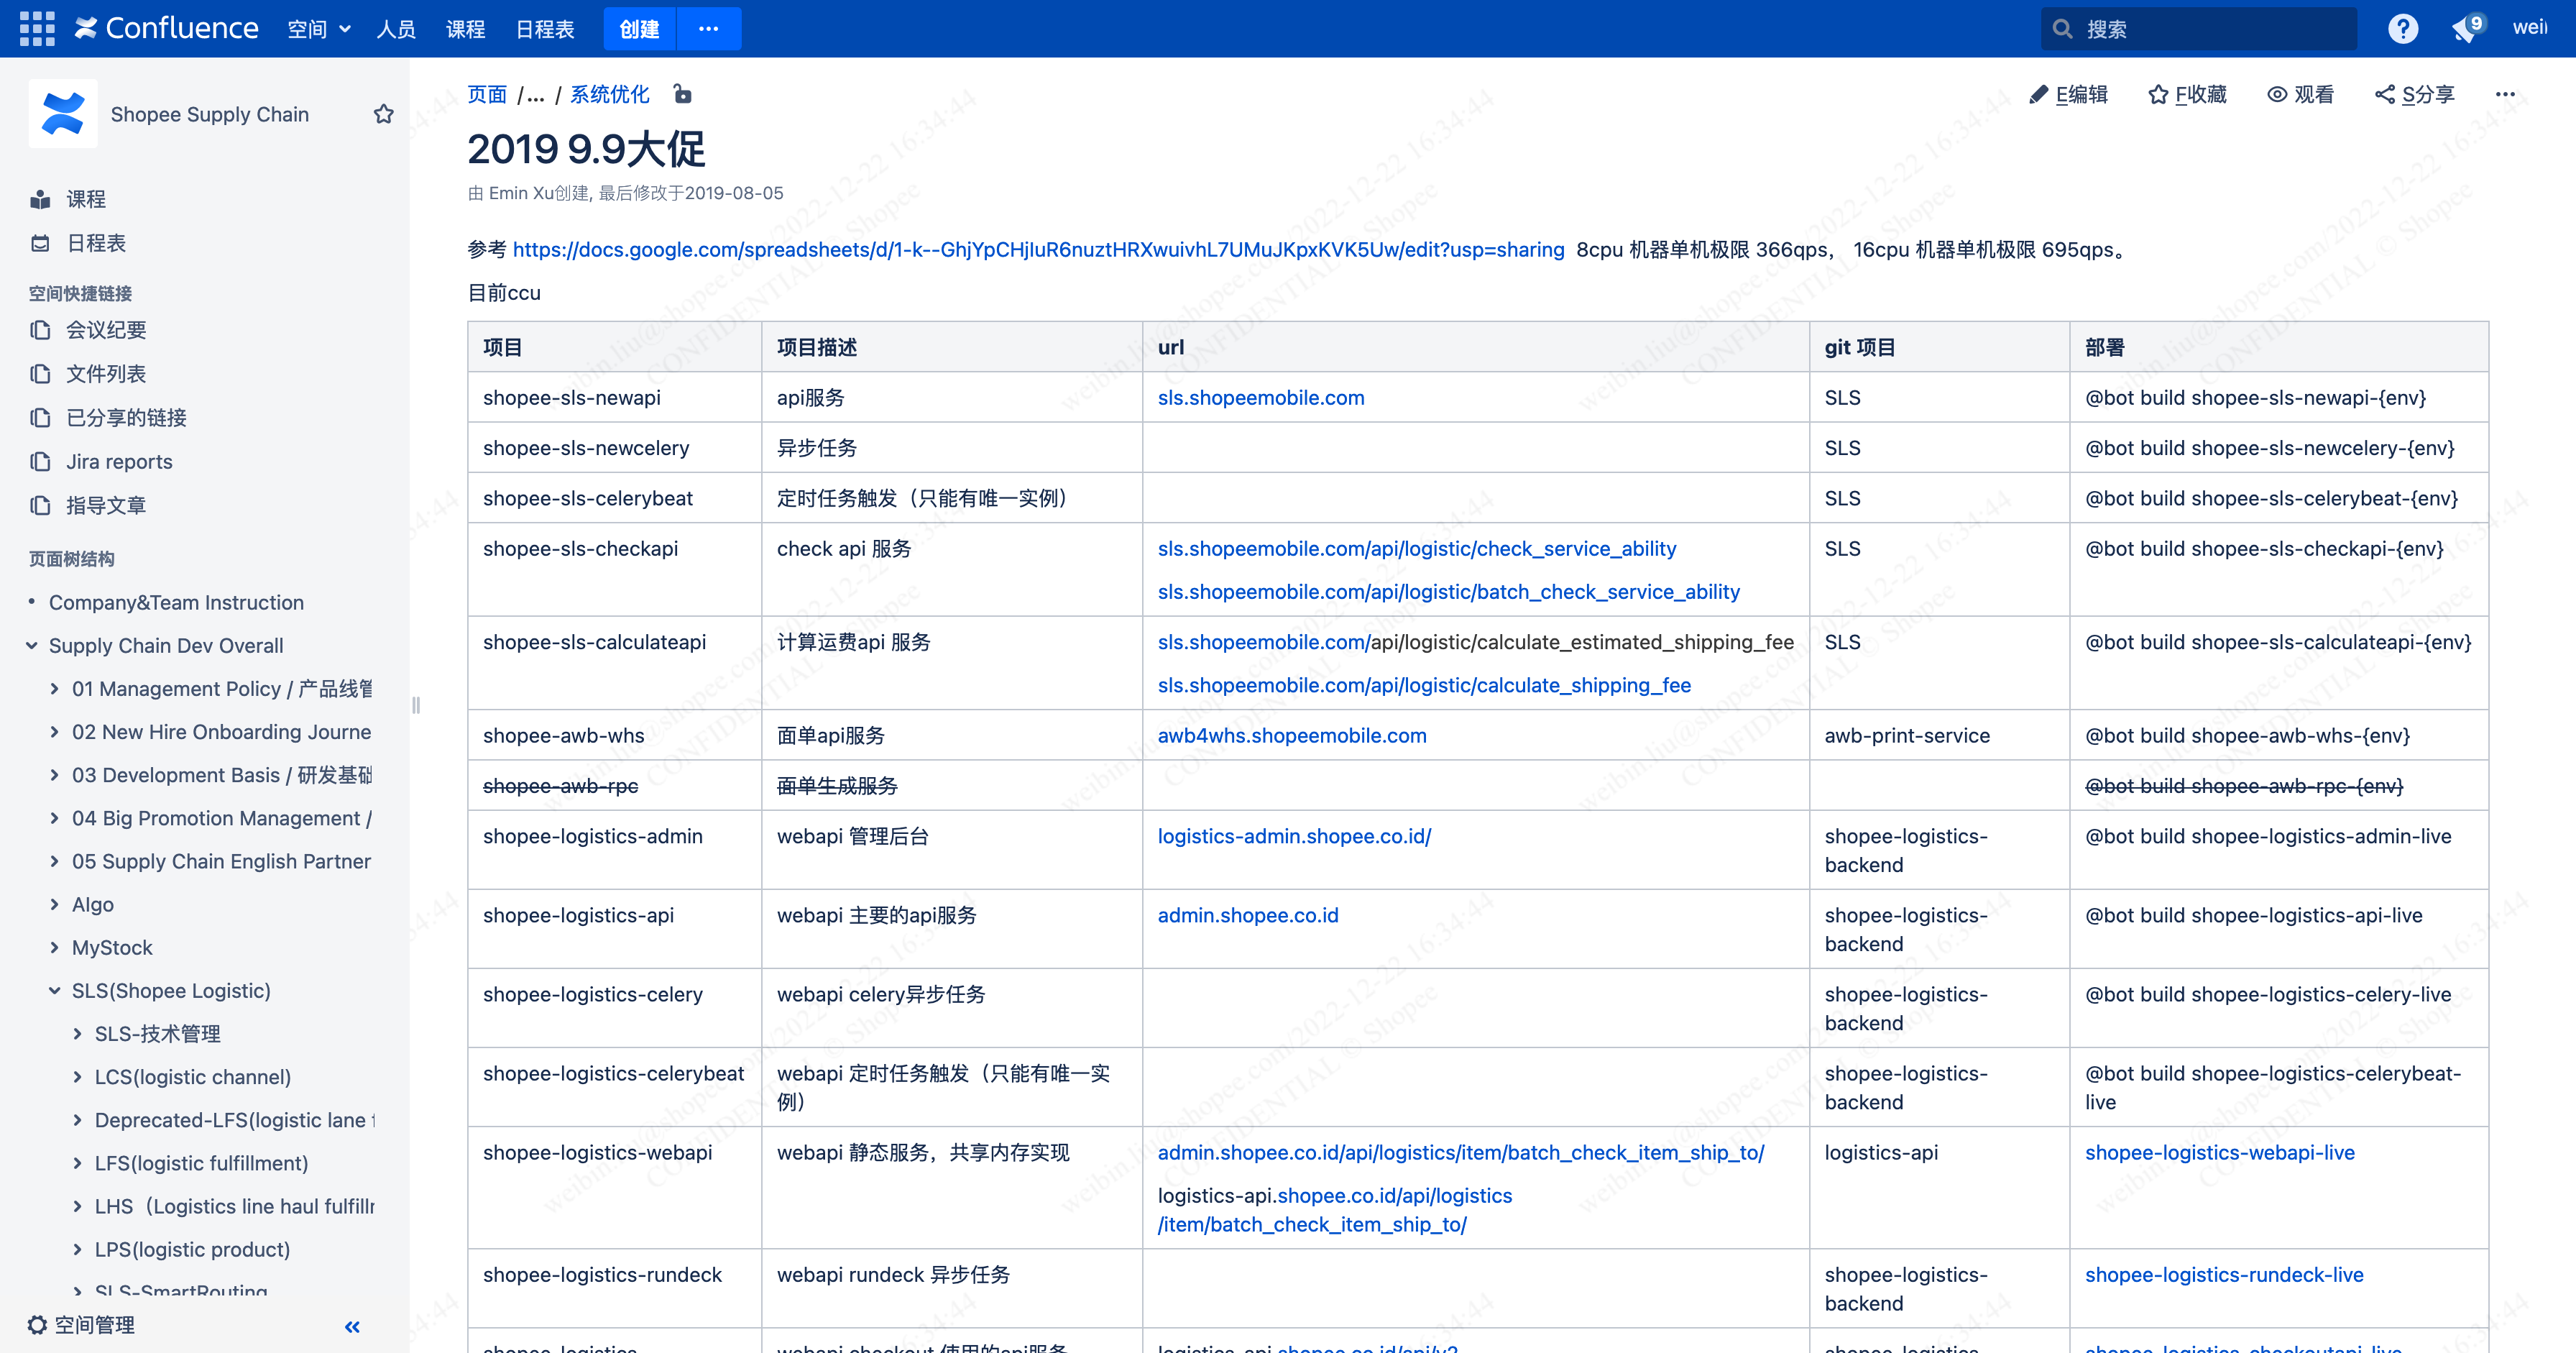 Confluence 空间 人员 课程 日程表 创建 ··· 搜索 9
Shopee Supply Chain
课程
日程表
空间快捷链接
会议纪要
文件列表
已分享的链接
Jira reports
指导文章
页面树结构
• Company&Team Instruction
Supply Chain Dev Overall
01 Management Policy / 产品线管
02 New Hire Onboarding Journe
03 Development Basis / 研发基础
04 Big Promotion Management /
05 Supply Chain English Partner
Algo
MyStock
SLS(Shopee Logistic)
SLS-技术管理
LCS(logistic channel)
Deprecated-LFS(logistic lane f
LFS(logistic fulfillment)
LHS（Logistics line haul fulfillr
LPS(logistic product)
SLS-SmartRouting
空间管理
页面 /... / 系统优化
E编辑 F收藏 观看 S分享 ···
2019 9.9大促
由 Emin Xu创建, 最后修改于2019-08-05
参考 https://docs.google.com/spreadsheets/d/1-k--GhjYpCHjIuR6nuztHRXwuivhL7UMuJKpxKVK5Uw/edit?usp=sharing 8cpu 机器单机极限 366qps， 16cpu 机器单机极限 695qps。
目前ccu
项目 项目描述 url git 项目 部署
shopee-sls-newapi api服务 sls.shopeemobile.com SLS @bot build shopee-sls-newapi-{env}
shopee-sls-newcelery 异步任务 SLS @bot build shopee-sls-newcelery-{env}
shopee-sls-celerybeat 定时任务触发（只能有唯一实例） SLS @bot build shopee-sls-celerybeat-{env}
shopee-sls-checkapi check api 服务 sls.shopeemobile.com/api/logistic/check_service_ability SLS @bot build shopee-sls-checkapi-{env}
sls.shopeemobile.com/api/logistic/batch_check_service_ability
shopee-sls-calculateapi 计算运费api 服务 sls.shopeemobile.com/api/logistic/calculate_estimated_shipping_fee SLS @bot build shopee-sls-calculateapi-{env}
sls.shopeemobile.com/api/logistic/calculate_shipping_fee
shopee-awb-whs 面单api服务 awb4whs.shopeemobile.com awb-print-service @bot build shopee-awb-whs-{env}
shopee-awb-rpc 面单生成服务 @bot build shopee-awb-rpc-{env}
shopee-logistics-admin webapi 管理后台 logistics-admin.shopee.co.id/ shopee-logistics- @bot build shopee-logistics-admin-live
backend
shopee-logistics-api webapi 主要的api服务 admin.shopee.co.id shopee-logistics- @bot build shopee-logistics-api-live
backend
shopee-logistics-celery webapi celery异步任务 shopee-logistics- @bot build shopee-logistics-celery-live
backend
shopee-logistics-celerybeat webapi 定时任务触发（只能有唯一实 shopee-logistics- @bot build shopee-logistics-celerybeat-
例） backend live
shopee-logistics-webapi webapi 静态服务，共享内存实现 admin.shopee.co.id/api/logistics/item/batch_check_item_ship_to/ logistics-api shopee-logistics-webapi-live
logistics-api.shopee.co.id/api/logistics
/item/batch_check_item_ship_to/
shopee-logistics-rundeck webapi rundeck 异步任务 shopee-logistics- shopee-logistics-rundeck-live
backend
shopee-logistics- webapi checkout 使用的api服务 logistics-api.shopee.co.id/api/v2 shopee-logistics- shopee-logistics-checkoutapi-live
weibin.liu@shopee.com/2022-12-22 16:34:44
CONFIDENTIAL © Shopee